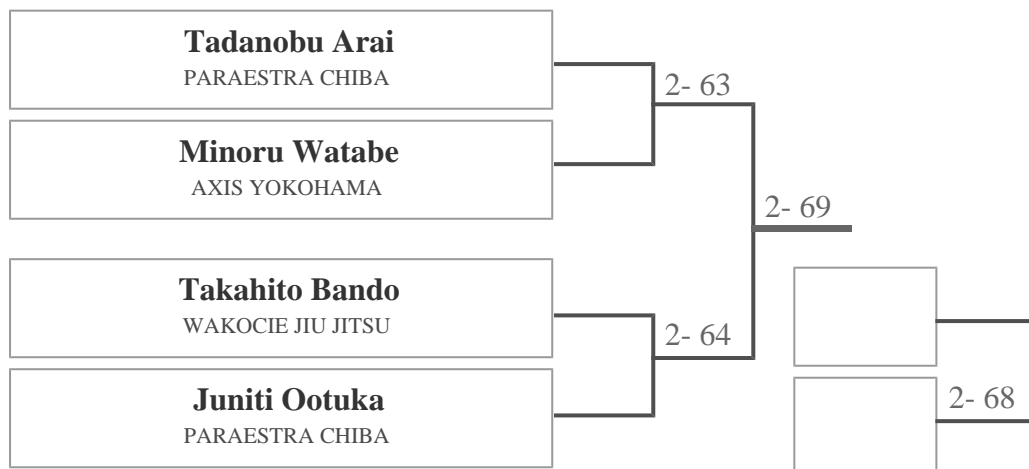 Tadanobu Arai
PARAESTRA CHIBA
2- 63
Minoru Watabe
AXIS YOKOHAMA
2- 69
Takahito Bando
WAKOCIE JIU JITSU
2- 64
Juniti Ootuka
PARAESTRA CHIBA
2- 68